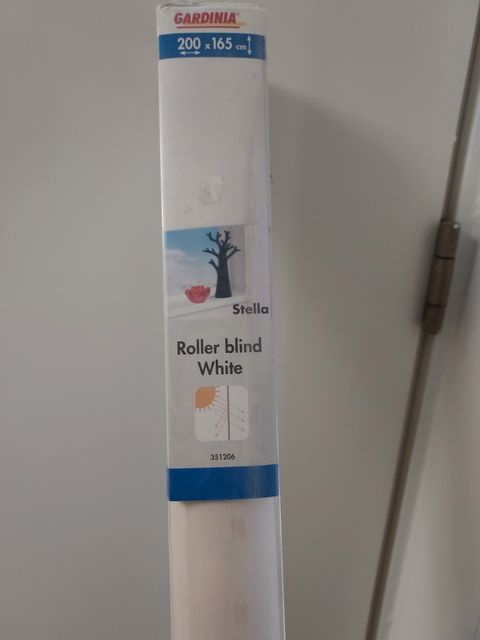 GARDINIA
200 x 165 cm
Stella
Roller blind
White
351206